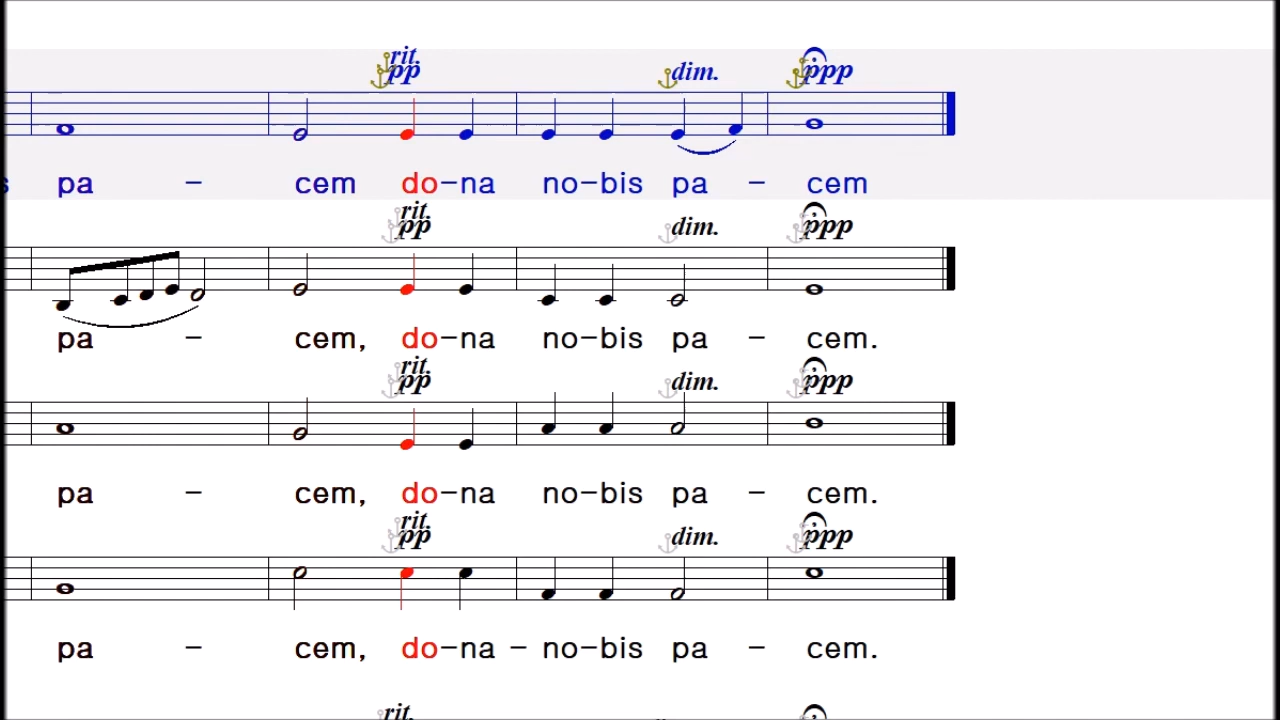 rit.
pp dim. ppp
pa - cem do-na no-bis pa - cem
rit.
pp dim. ppp
pa - cem, do-na no-bis pa - cem.
rit.
pp dim. ppp
pa - cem, do-na no-bis pa - cem.
rit.
pp dim. ppp
pa - cem, do-na - no-bis pa - cem.
rit.